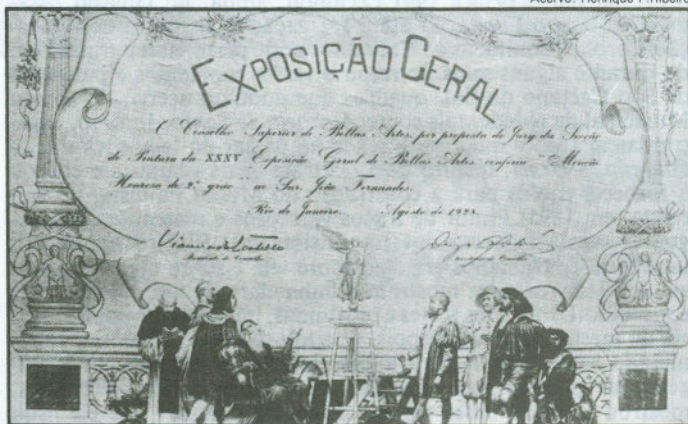 Acervo: Henrique P. Ribeiro
EXPOSIÇÃO GERAL
O Conselho Superior de Bellas Artes, por proposta do Jury da Secção
de Pintura da XXXV Exposição Geral de Bellas Artes, confere "Menção
Honrosa de 2º gráo" ao Snr. João Fernandes.
Rio de Janeiro. Agosto de 1928.
Presidente do Conselho